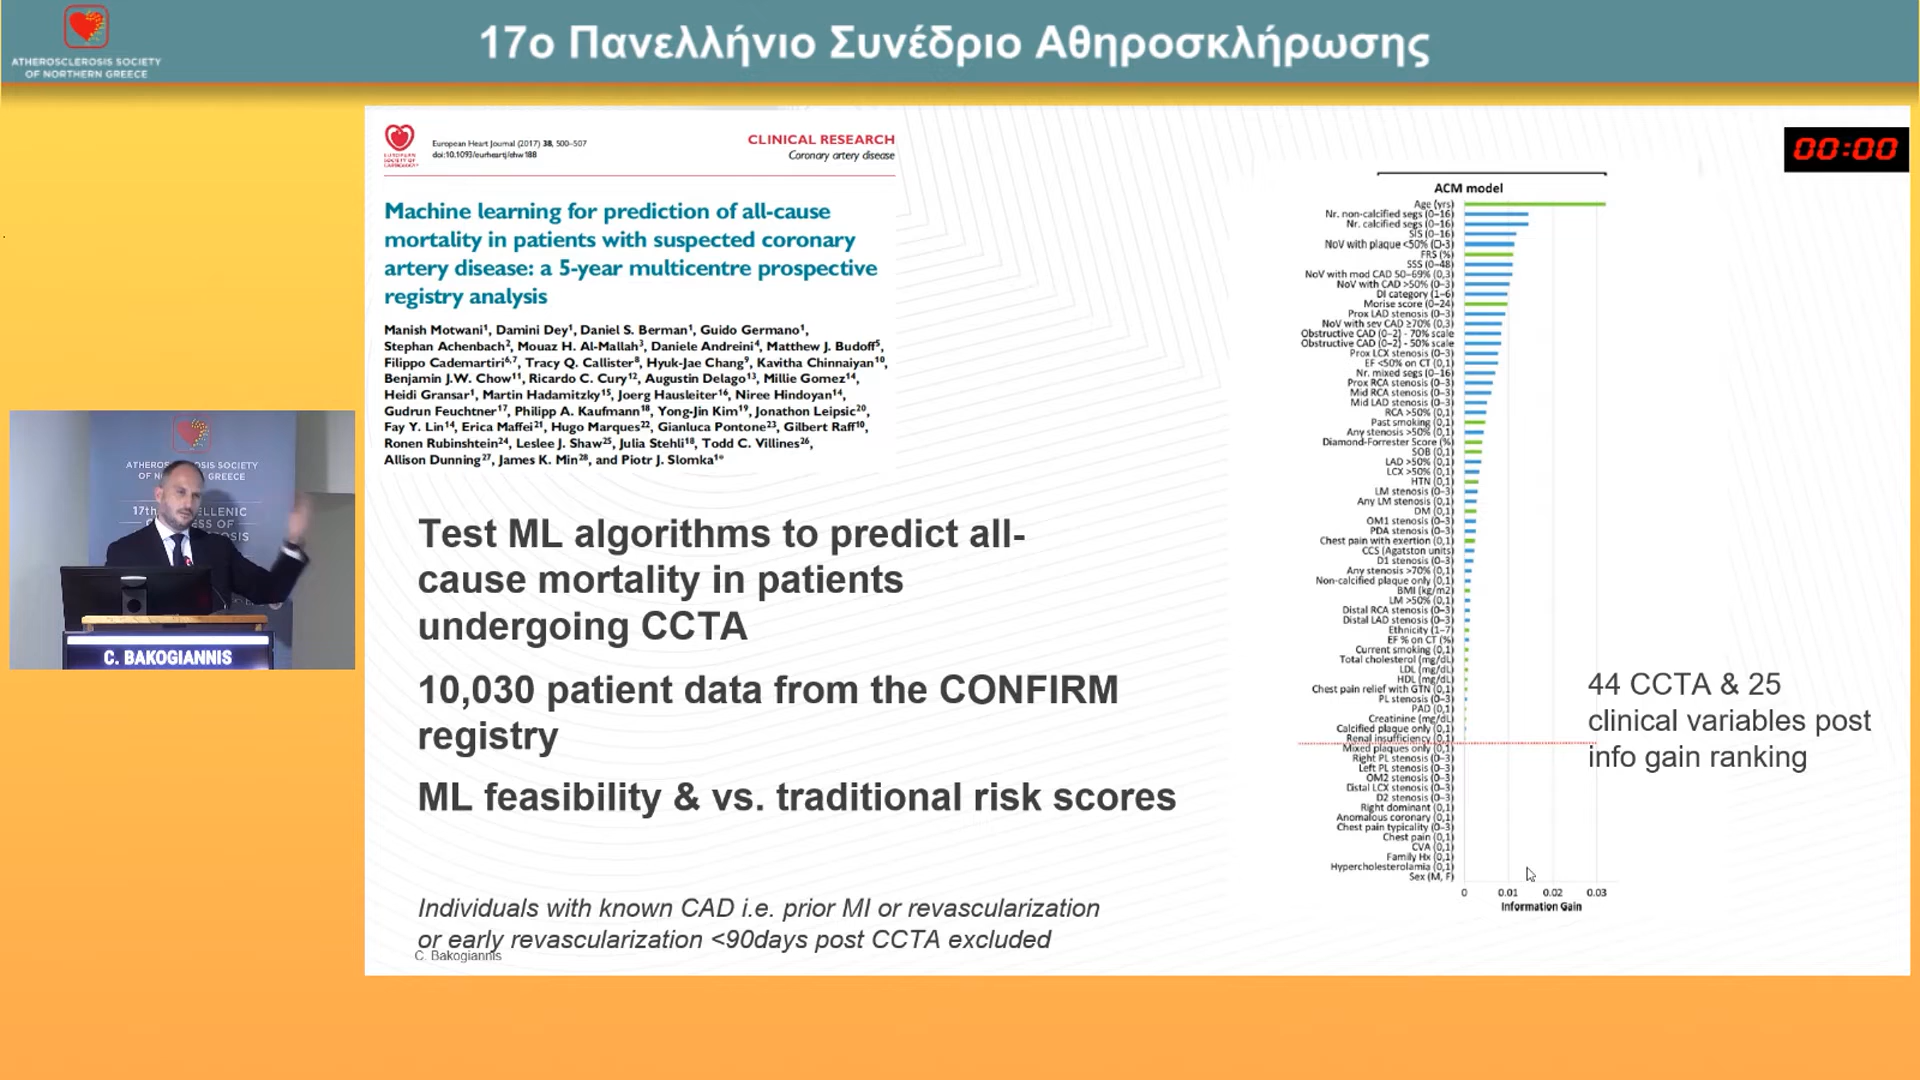 17ο Πανελλήνιο Συνέδριο Αθηροσκλήρωσης
ATHEROSCLEROSIS SOCIETY
OF NORTHERN GREECE
00:00
European Heart Journal (2017) 38, 500–507
doi:10.1093/eurheartj/ehw188
CLINICAL RESEARCH
Coronary artery disease
Machine learning for prediction of all-cause
mortality in patients with suspected coronary
artery disease: a 5-year multicentre prospective
registry analysis
Manish Motwani1, Damini Dey1, Daniel S. Berman1, Guido Germano1,
Stephan Achenbach2, Mouaz H. Al-Mallah3, Daniele Andreini4, Matthew J. Budoff5,
Filippo Cademartiri6,7, Tracy Q. Callister8, Hyuk-Jae Chang9, Kavitha Chinnaiyan10,
Benjamin J.W. Chow11, Ricardo C. Cury12, Augustin Delago13, Millie Gomez14,
Heidi Gransar1, Martin Hadamitzky15, Joerg Hausleiter16, Niree Hindoyan14,
Gudrun Feuchtner17, Philipp A. Kaufmann18, Yong-Jin Kim19, Jonathon Leipsic20,
Fay Y. Lin14, Erica Maffei21, Hugo Marques22, Gianluca Pontone23, Gilbert Raff10,
Ronen Rubinshtein24, Leslee J. Shaw25, Julia Stehli18, Todd C. Villines26,
Allison Dunning27, James K. Min28, and Piotr J. Slomka1*
Test ML algorithms to predict all-
cause mortality in patients
undergoing CCTA
10,030 patient data from the CONFIRM
registry
ML feasibility & vs. traditional risk scores
Individuals with known CAD i.e. prior MI or revascularization
or early revascularization <90days post CCTA excluded
C. Bakogiannis
ACM model
Age (yrs)
Nr. non-calcified segs (0–16)
Nr. calcified segs (0–16)
SIS (0–16)
NoV with plaque <50% (0-3)
FRS (%)
SSS (0–48)
NoV with mod CAD 50–69% (0,3)
NoV with CAD >50% (0–3)
DI category (1–6)
Morise score (0–24)
Prox LAD stenosis (0–3)
NoV with sev CAD ≥70% (0,3)
Obstructive CAD (0–2) - 70% scale
Obstructive CAD (0–2) - 50% scale
Prox LCX stenosis (0–3)
EF <50% on CT (0,1)
Nr. mixed segs (0–16)
Prox RCA stenosis (0–3)
Mid RCA stenosis (0–3)
Mid LAD stenosis (0–3)
RCA >50% (0,1)
Past smoking (0,1)
Any stenosis >50% (0,1)
Diamond-Forrester Score (%)
SOB (0,1)
LAD >50% (0,1)
LCX >50% (0,1)
HTN (0,1)
LM stenosis (0–3)
Any LM stenosis (0,1)
DM (0,1)
OM1 stenosis (0–3)
PDA stenosis (0–3)
Chest pain with exertion (0,1)
CCS (Agatston units)
D1 stenosis (0–3)
Any stenosis >70% (0,1)
Non-calcified plaque only (0,1)
BMI (kg/m2)
LM >50% (0,1)
Distal RCA stenosis (0–3)
Distal LAD stenosis (0–3)
Ethnicity (1–7)
EF % on CT (%)
Current smoking (0,1)
Total cholesterol (mg/dL)
LDL (mg/dL)
HDL (mg/dL)
Chest pain relief with GTN (0,1)
PL stenosis (0–3)
PAD (0,1)
Creatinine (mg/dL)
Calcified plaque only (0,1)
Renal insufficiency (0,1)
Mixed plaques only (0,1)
Right PL stenosis (0–3)
Left PL stenosis (0–3)
OM2 stenosis (0–3)
Distal LCX stenosis (0–3)
D2 stenosis (0–3)
Right dominant (0,1)
Anomalous coronary (0,1)
Chest pain typicality (0–3)
Chest pain (0,1)
CVA (0,1)
Family Hx (0,1)
Hypercholesterolamia (0,1)
Sex (M, F)
0 0.01 0.02 0.03
Information Gain
44 CCTA & 25
clinical variables post
info gain ranking
SOCIETY
OF NORTHERN GREECE
17th
C. BAKOGIANNIS